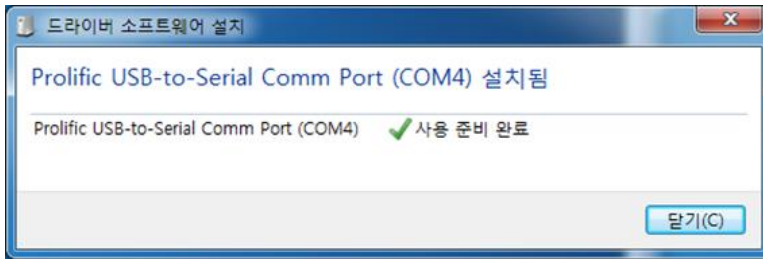 드라이버 소프트웨어 설치
Prolific USB-to-Serial Comm Port (COM4) 설치됨
Prolific USB-to-Serial Comm Port (COM4) 사용 준비 완료
닫기(C)